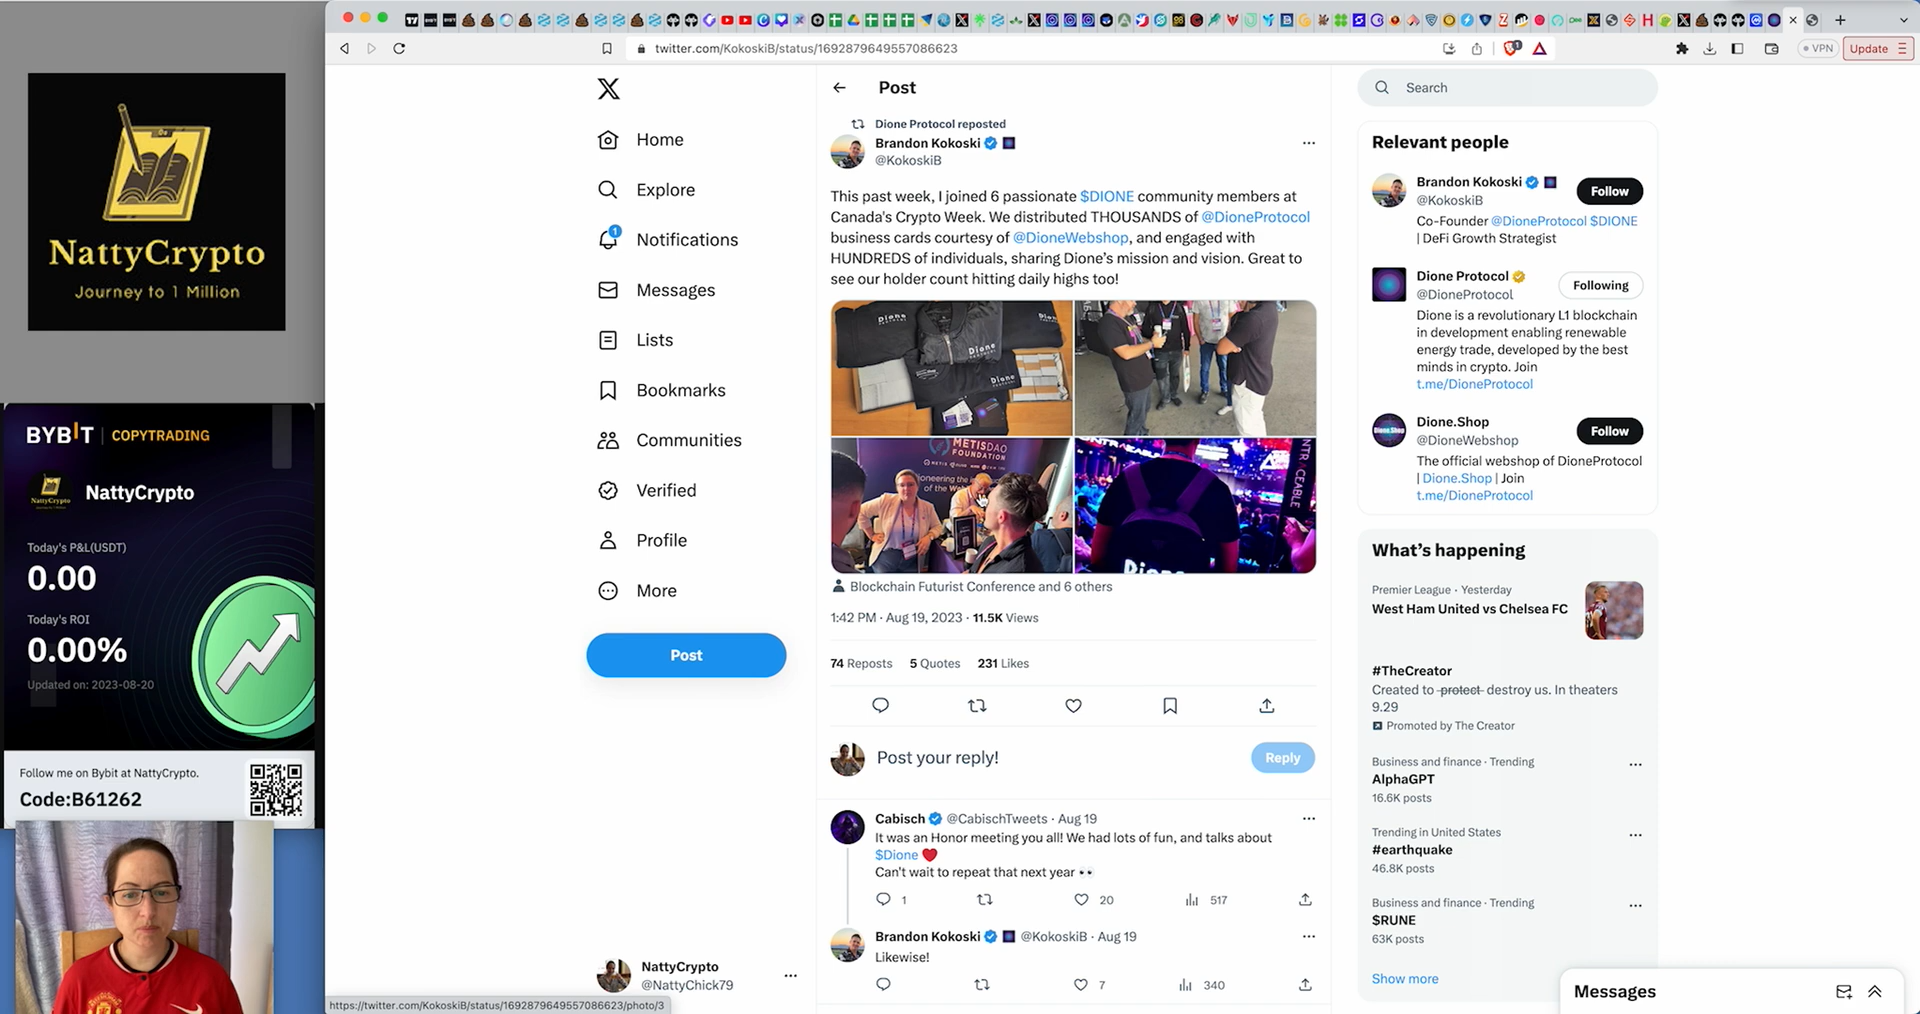 twitter.com/KokoskiB/status/1692879649557086623
VPN
Update
NattyCrypto
Journey to 1 Million
BYBIT | COPYTRADING
NattyCrypto
Today's P&L(USDT)
0.00
Today's ROI
0.00%
Updated on: 2023-08-20
Follow me on Bybit at NattyCrypto.
Code:B61262
Home
Explore
1
Notifications
Messages
Lists
Bookmarks
Communities
Verified
Profile
More
Post
NattyCrypto
@NattyChick79
https://twitter.com/KokoskiB/status/1692879649557086623/photo/3
Post
Dione Protocol reposted
Brandon Kokoski
@KokoskiB
This past week, I joined 6 passionate $DIONE community members at
Canada's Crypto Week. We distributed THOUSANDS of @DioneProtocol
business cards courtesy of @DioneWebshop, and engaged with
HUNDREDS of individuals, sharing Dione's mission and vision. Great to
see our holder count hitting daily highs too!
Dione
Dione
Dione
METISDAO
FOUNDATION
Dione
Blockchain Futurist Conference and 6 others
1:42 PM · Aug 19, 2023 · 11.5K Views
74 Reposts 5 Quotes 231 Likes
Post your reply!
Reply
Cabisch @CabischTweets · Aug 19
It was an Honor meeting you all! We had lots of fun, and talks about
$Dione ❤️
Can't wait to repeat that next year 👀
1 20 517
Brandon Kokoski @KokoskiB · Aug 19
Likewise!
7 340
Search
Relevant people
Brandon Kokoski
@KokoskiB
Follow
Co-Founder @DioneProtocol $DIONE
| DeFi Growth Strategist
Dione Protocol
@DioneProtocol
Following
Dione is a revolutionary L1 blockchain
in development enabling renewable
energy trade, developed by the best
minds in crypto. Join
t.me/DioneProtocol
Dione.Shop
@DioneWebshop
Follow
The official webshop of DioneProtocol
| Dione.Shop | Join
t.me/DioneProtocol
What's happening
Premier League · Yesterday
West Ham United vs Chelsea FC
#TheCreator
Created to protect destroy us. In theaters
9.29
Promoted by The Creator
Business and finance · Trending
AlphaGPT
16.6K posts
Trending in United States
#earthquake
46.8K posts
Business and finance · Trending
$RUNE
63K posts
Show more
Messages